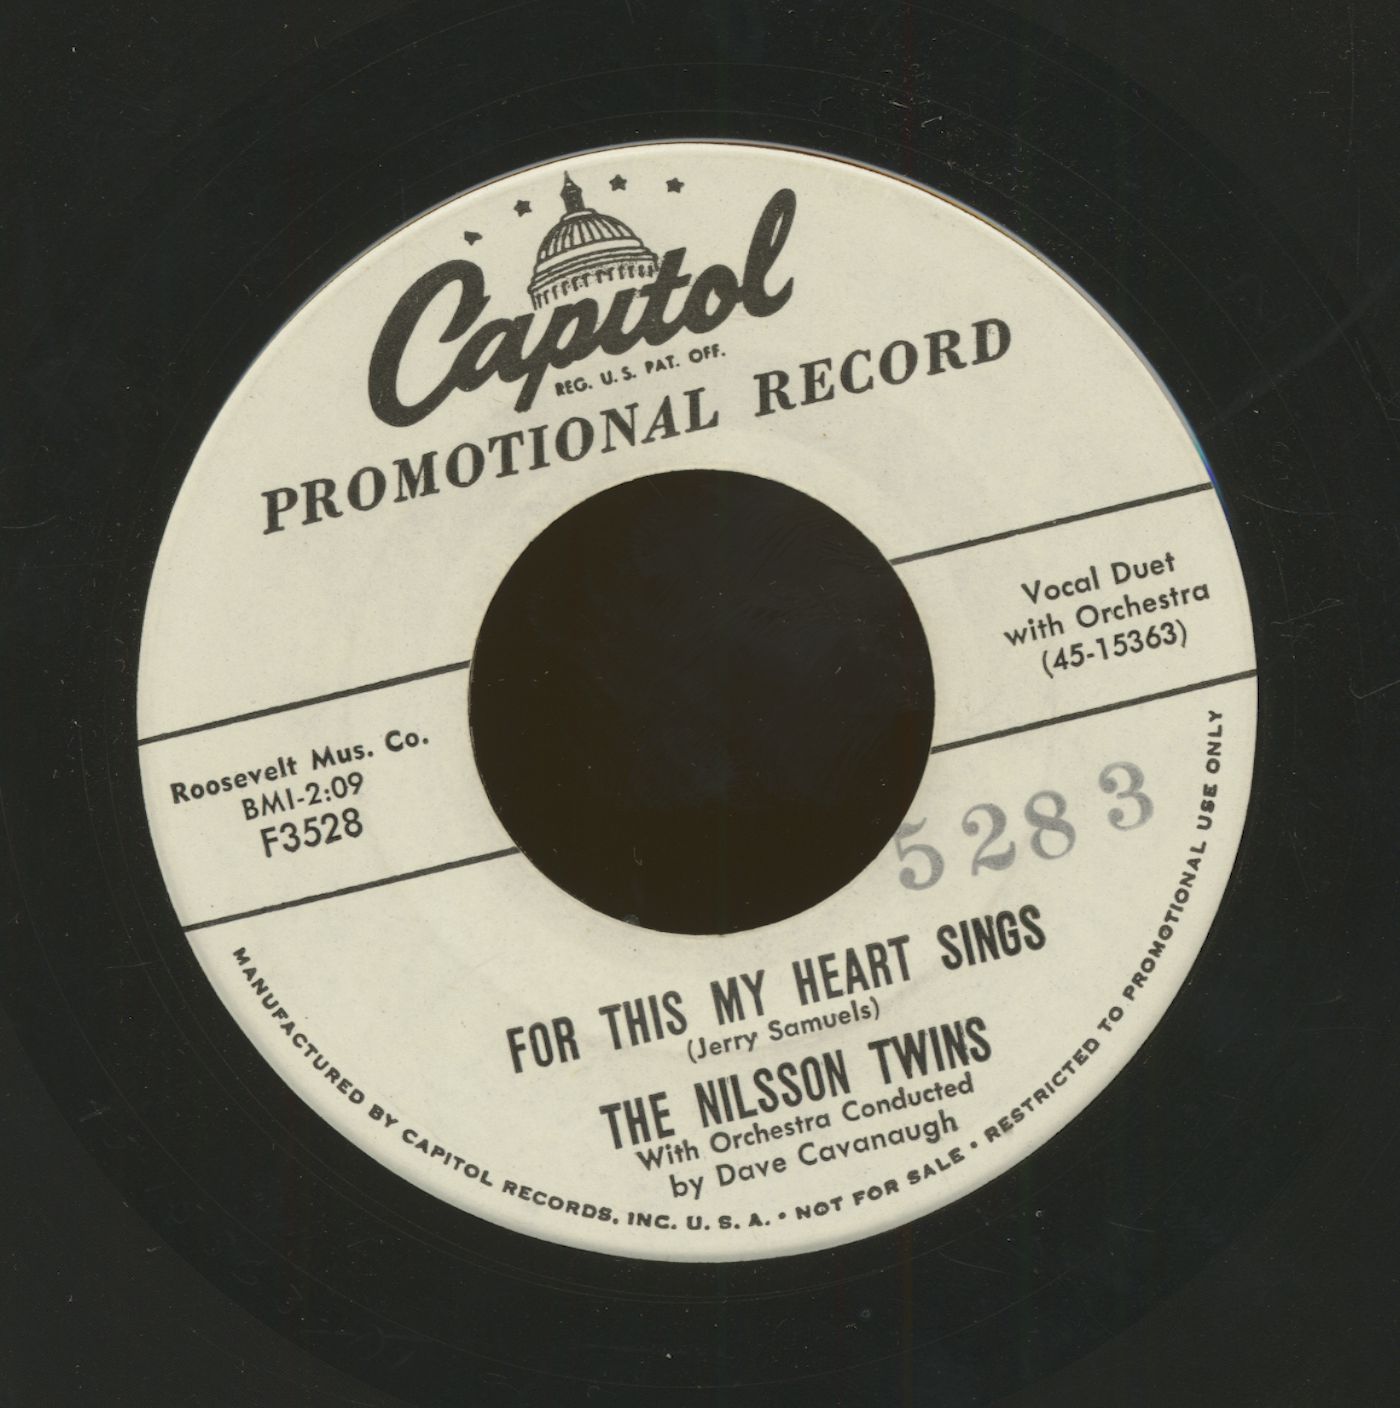 Capitol
REG. U.S. PAT. OFF.
PROMOTIONAL RECORD
Vocal Duet
with Orchestra
(45-15363)
Roosevelt Mus. Co.
BMI-2:09
F3528
5283
FOR THIS MY HEART SINGS
(Jerry Samuels)
THE NILSSON TWINS
With Orchestra Conducted
by Dave Cavanaugh
MANUFACTURED BY CAPITOL RECORDS, INC. U. S. A. • NOT FOR SALE • RESTRICTED TO PROMOTIONAL USE ONLY